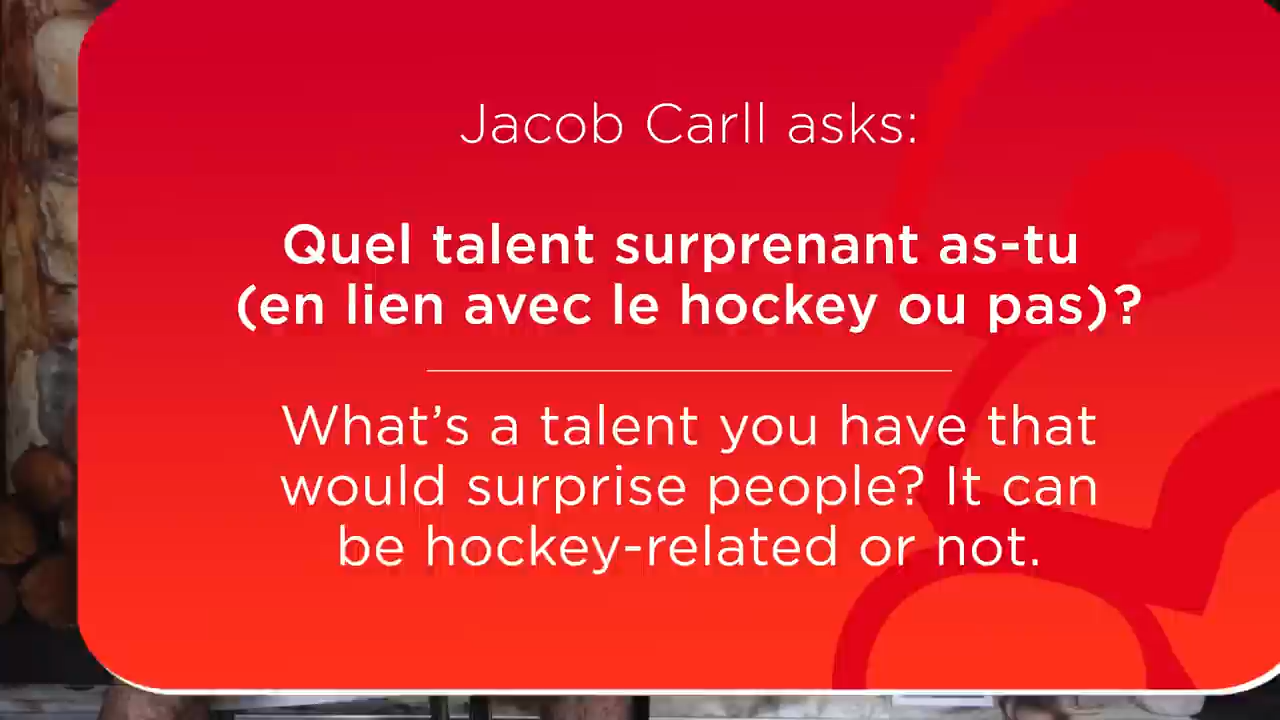 Jacob Carll asks:
Quel talent surprenant as-tu
(en lien avec le hockey ou pas)?
What’s a talent you have that
would surprise people? It can
be hockey-related or not.